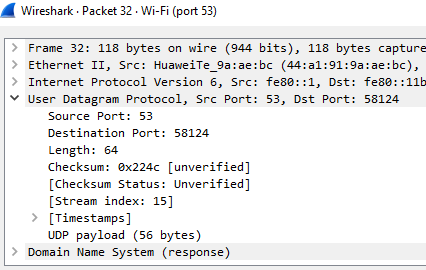 Wireshark · Packet 32 · Wi-Fi (port 53)
Frame 32: 118 bytes on wire (944 bits), 118 bytes capture
Ethernet II, Src: HuaweiTe_9a:ae:bc (44:a1:91:9a:ae:bc),
Internet Protocol Version 6, Src: fe80::1, Dst: fe80::11b
User Datagram Protocol, Src Port: 53, Dst Port: 58124
Source Port: 53
Destination Port: 58124
Length: 64
Checksum: 0x224c [unverified]
[Checksum Status: Unverified]
[Stream index: 15]
[Timestamps]
UDP payload (56 bytes)
Domain Name System (response)